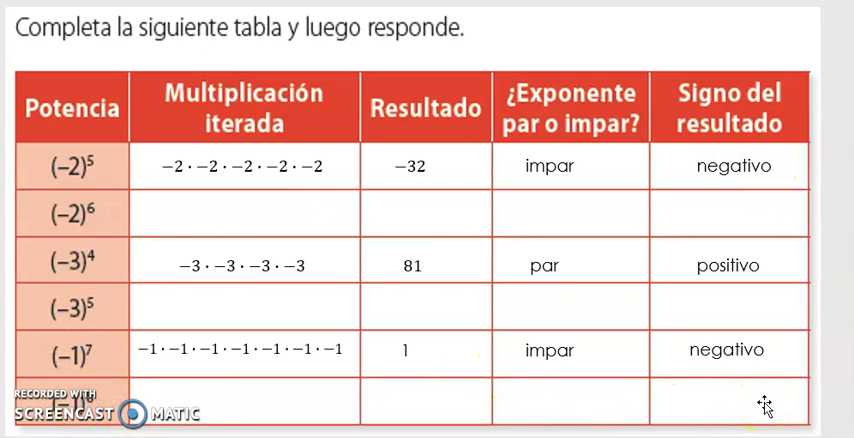 Completa la siguiente tabla y luego responde.
Potencia Multiplicación iterada Resultado ¿Exponente par o impar? Signo del resultado
(–2)⁵ −2 · −2 · −2 · −2 · −2 −32 impar negativo
(–2)⁶
(–3)⁴ −3 · −3 · −3 · −3 81 par positivo
(–3)⁵
(–1)⁷ −1 · −1 · −1 · −1 · −1 · −1 · −1 1 impar negativo
RECORDED WITH
SCREENCAST MATIC